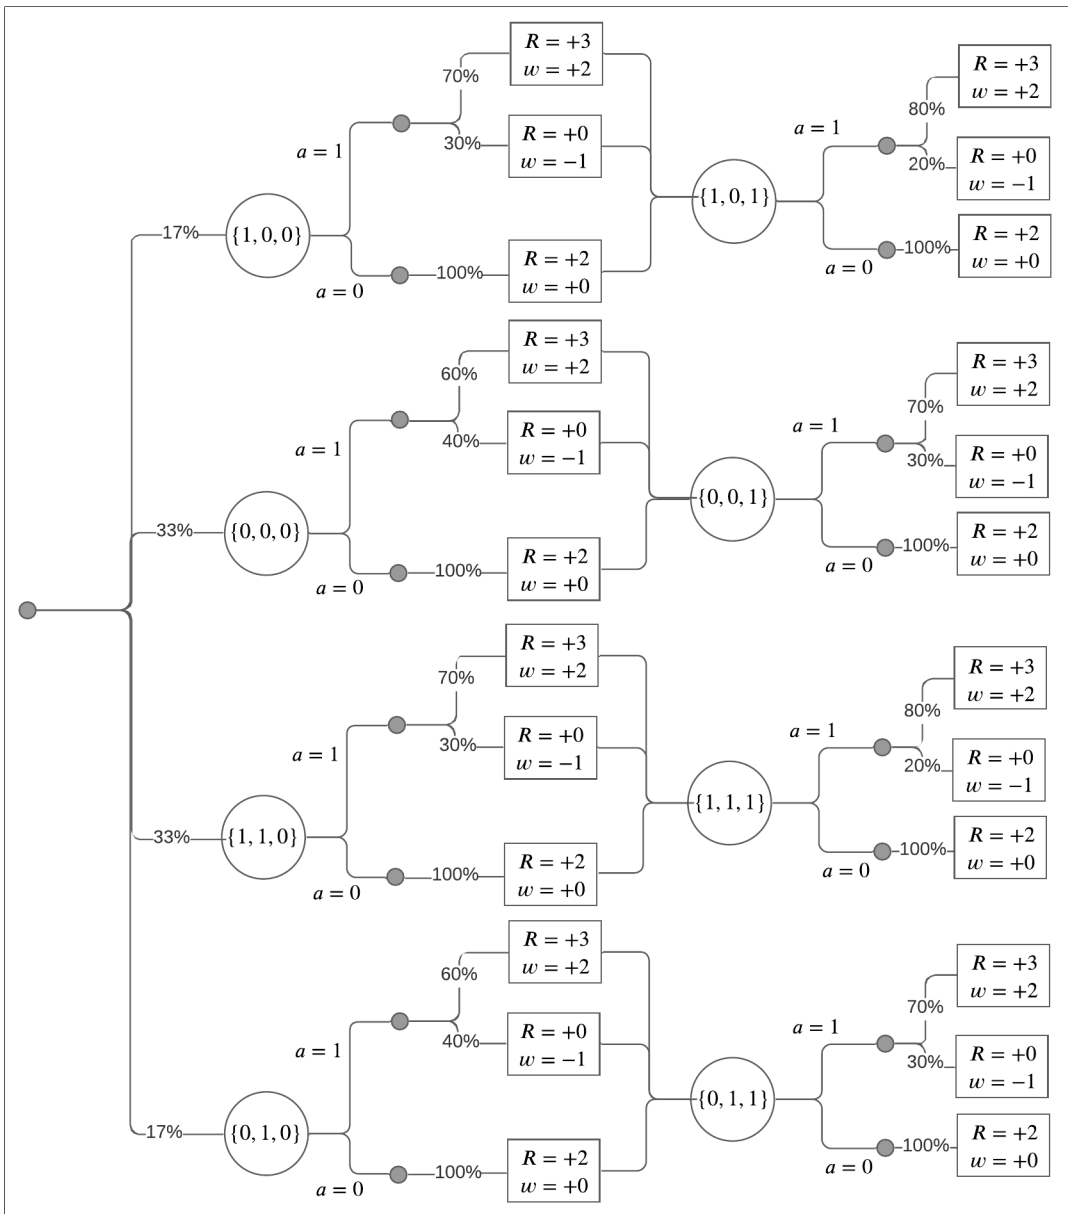 R = +3
w = +2
70%
a = 1
30%
R = +0
w = −1
17%
{1, 0, 0}
a = 0
100%
R = +2
w = +0
{1, 0, 1}
a = 1
80%
R = +3
w = +2
20%
R = +0
w = −1
a = 0
100%
R = +2
w = +0
R = +3
w = +2
60%
a = 1
40%
R = +0
w = −1
33%
{0, 0, 0}
a = 0
100%
R = +2
w = +0
{0, 0, 1}
a = 1
70%
R = +3
w = +2
30%
R = +0
w = −1
a = 0
100%
R = +2
w = +0
R = +3
w = +2
70%
a = 1
30%
R = +0
w = −1
33%
{1, 1, 0}
a = 0
100%
R = +2
w = +0
{1, 1, 1}
a = 1
80%
R = +3
w = +2
20%
R = +0
w = −1
a = 0
100%
R = +2
w = +0
R = +3
w = +2
60%
a = 1
40%
R = +0
w = −1
17%
{0, 1, 0}
a = 0
100%
R = +2
w = +0
{0, 1, 1}
a = 1
70%
R = +3
w = +2
30%
R = +0
w = −1
a = 0
100%
R = +2
w = +0